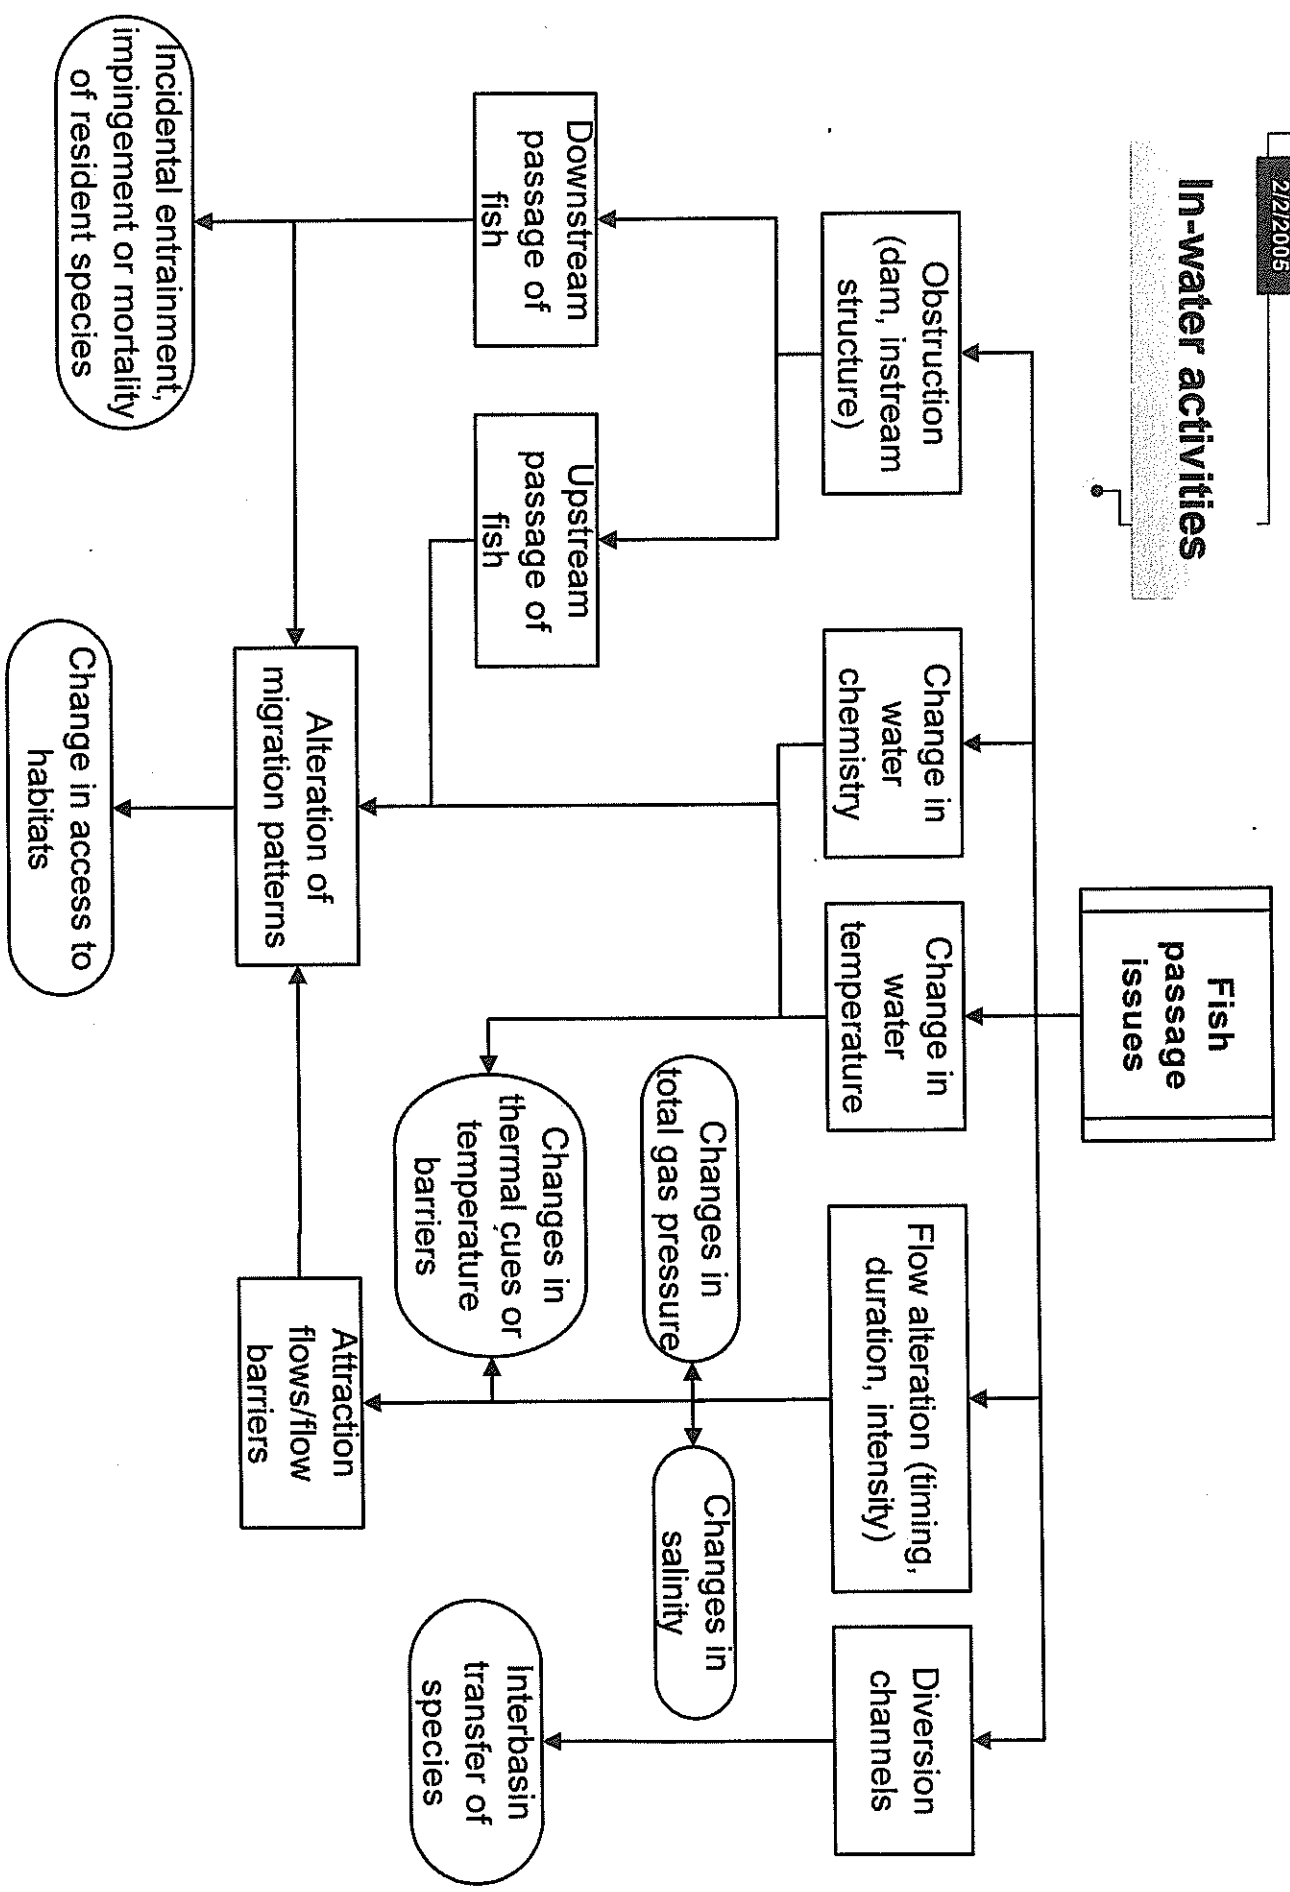 2/2/2005
In-water activities
Fish
passage
issues
Obstruction
(dam, instream
structure)
Change in
water
chemistry
Change in
water
temperature
Flow alteration (timing,
duration, intensity)
Diversion
channels
Downstream
passage of
fish
Upstream
passage of
fish
Changes in
total gas pressure
Changes in
salinity
Changes in
thermal cues or
temperature
barriers
Interbasin
transfer of
species
Alteration of
migration patterns
Attraction
flows/flow
barriers
Incidental entrainment,
impingement or mortality
of resident species
Change in access to
habitats